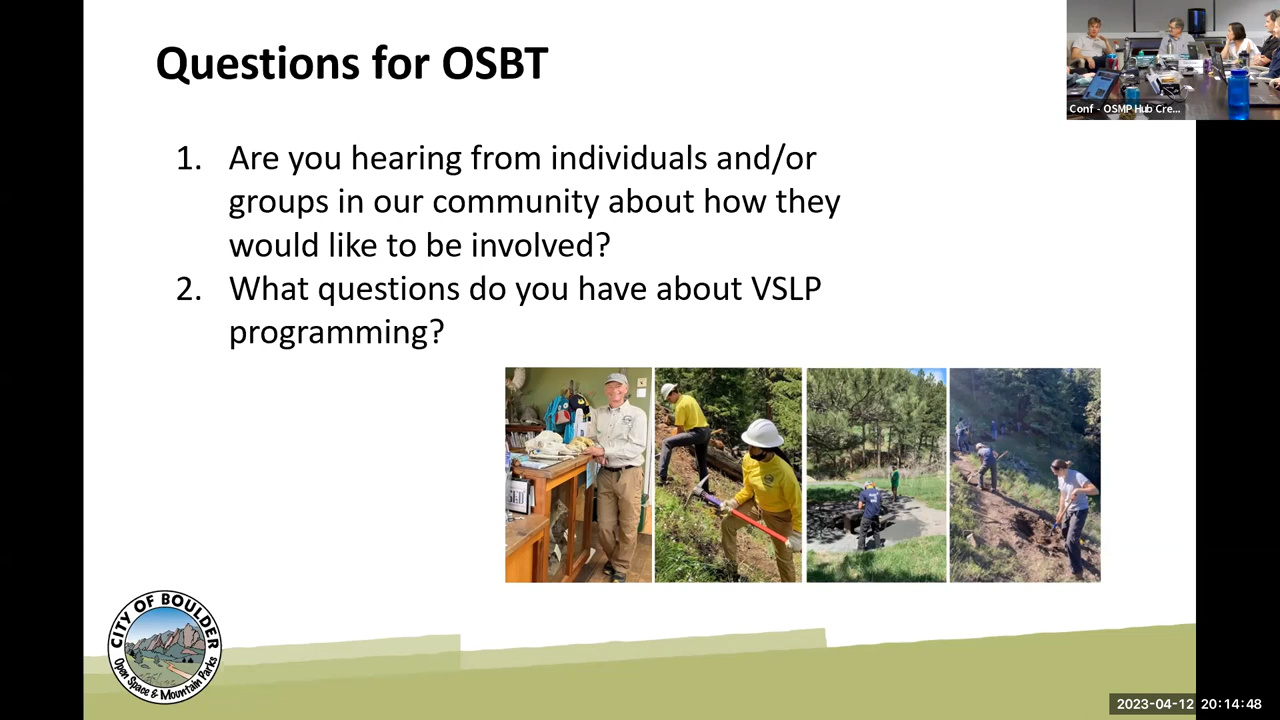 Questions for OSBT
Conf - OSMP Hub Cre...
1. Are you hearing from individuals and/or
groups in our community about how they
would like to be involved?
2. What questions do you have about VSLP
programming?
CITY OF BOULDER
Open Space & Mountain Parks
2023-04-12 20:14:48